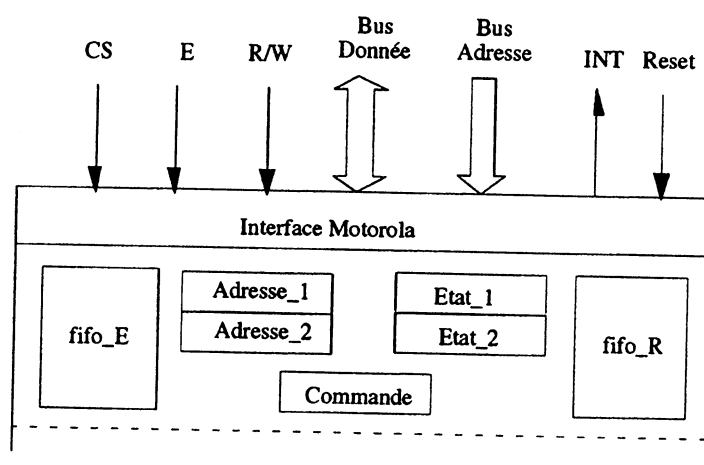 CS
E
R/W
Bus
Donnée
Bus
Adresse
INT
Reset
Interface Motorola
fifo_E
Adresse_1
Adresse_2
Etat_1
Etat_2
fifo_R
Commande